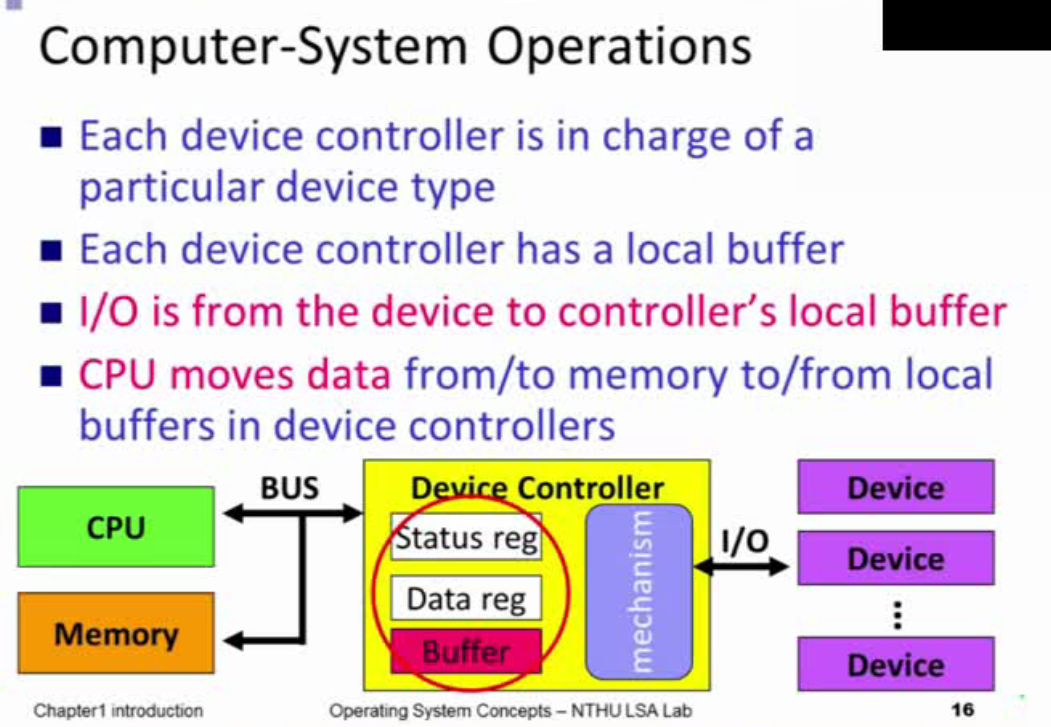 Computer-System Operations
Each device controller is in charge of a
particular device type
Each device controller has a local buffer
I/O is from the device to controller's local buffer
CPU moves data from/to memory to/from local
buffers in device controllers
CPU
Memory
BUS
Device Controller
Status reg
Data reg
Buffer
mechanism
I/O
Device
Device
Device
Chapter1 introduction
Operating System Concepts – NTHU LSA Lab
16